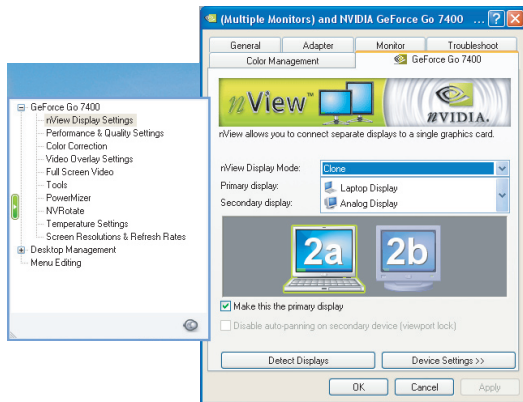 (Multiple Monitors) and NVIDIA GeForce Go 7400 ...
General Adapter Monitor Troubleshoot
Color Management GeForce Go 7400
nView™
NVIDIA.
nView allows you to connect separate displays to a single graphics card.
nView Display Mode: Clone
Primary display: Laptop Display
Secondary display: Analog Display
2a 2b
Make this the primary display
Disable auto-panning on secondary device (viewport lock)
Detect Displays Device Settings >>
OK Cancel Apply
GeForce Go 7400
nView Display Settings
Performance & Quality Settings
Color Correction
Video Overlay Settings
Full Screen Video
Tools
PowerMizer
NVRotate
Temperature Settings
Screen Resolutions & Refresh Rates
Desktop Management
Menu Editing